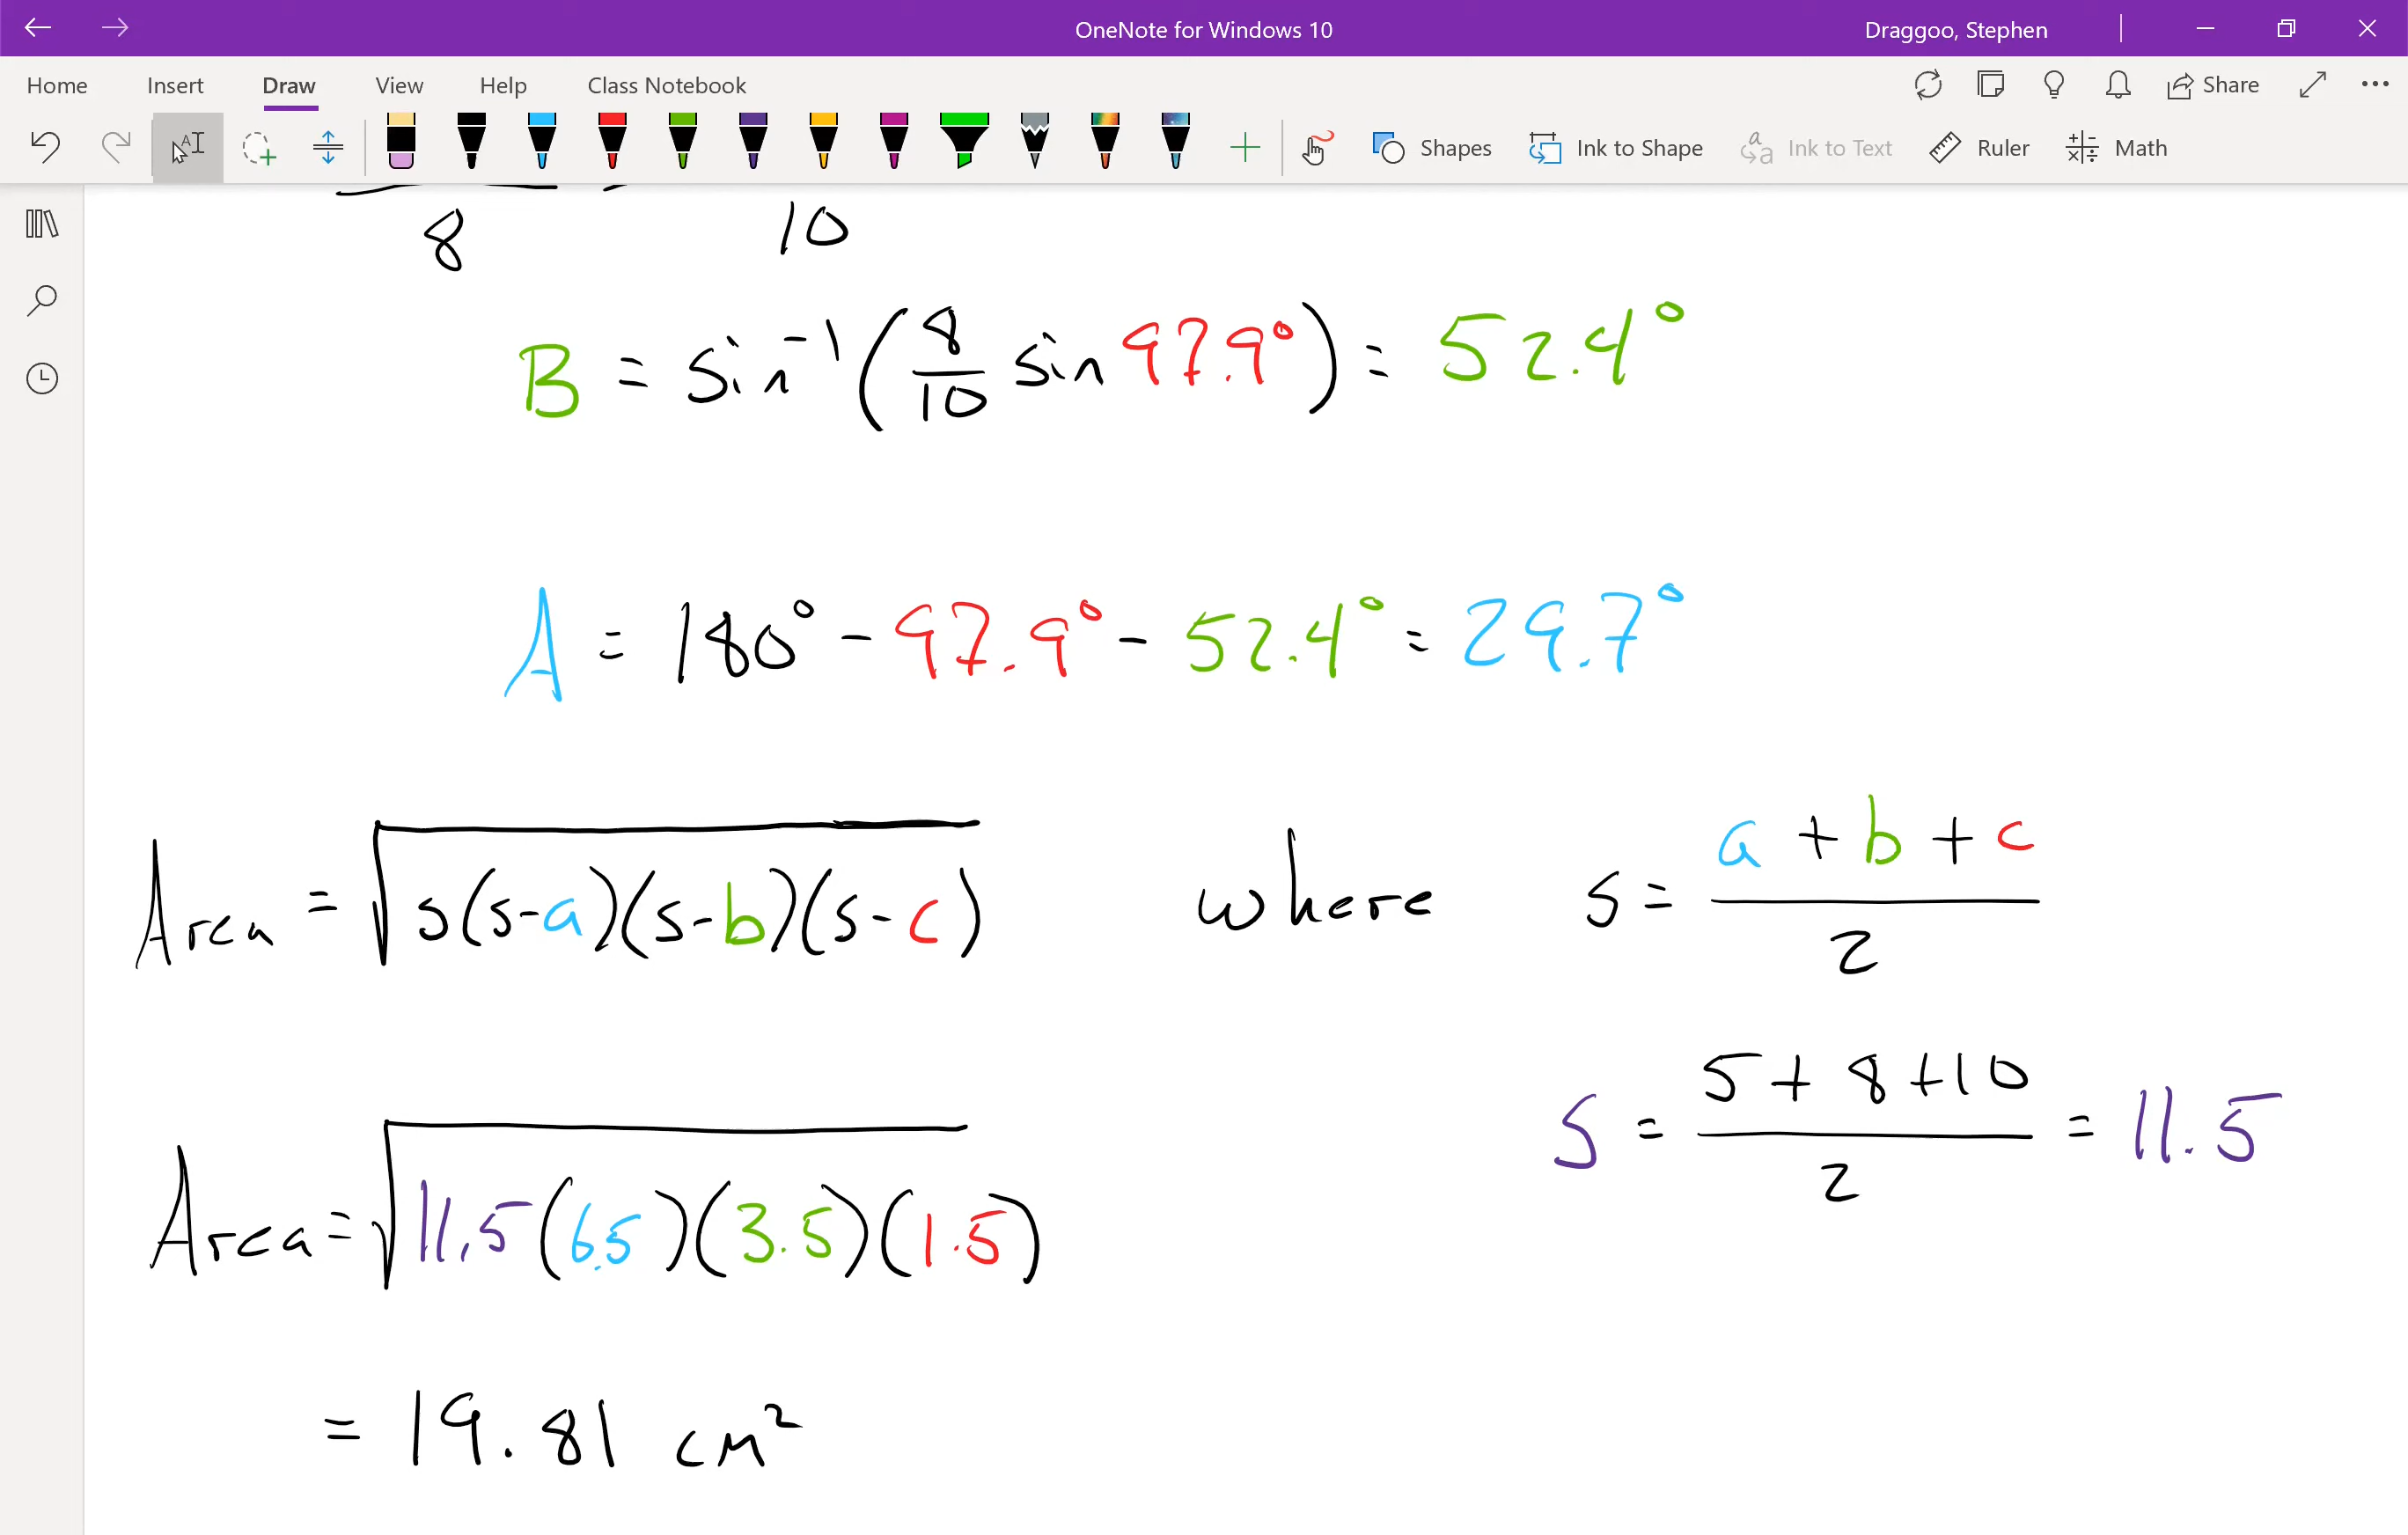 OneNote for Windows 10 Draggoo, Stephen
Home Insert Draw View Help Class Notebook Share
Shapes Ink to Shape Ink to Text Ruler Math
8 10
B = sin⁻¹(8/10 sin 97.9°) = 52.4°
A = 180° - 97.9° - 52.4° = 29.7°
Area = √s(s-a)(s-b)(s-c) where s = a + b + c
2
S = 5 + 8 + 10 = 11.5
2
Area = √11.5(6.5)(3.5)(1.5)
= 19.81 cm²